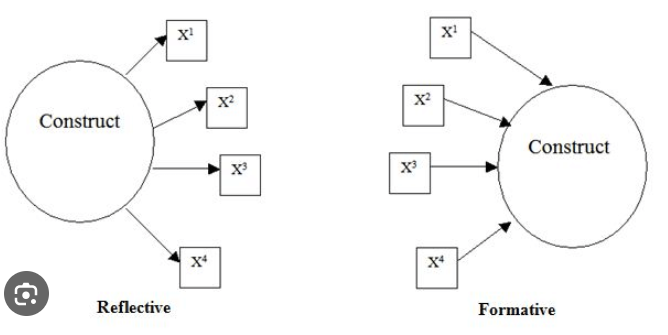 X¹
X²
Construct
X³
X⁴
Reflective
X¹
X²
Construct
X³
X⁴
Formative